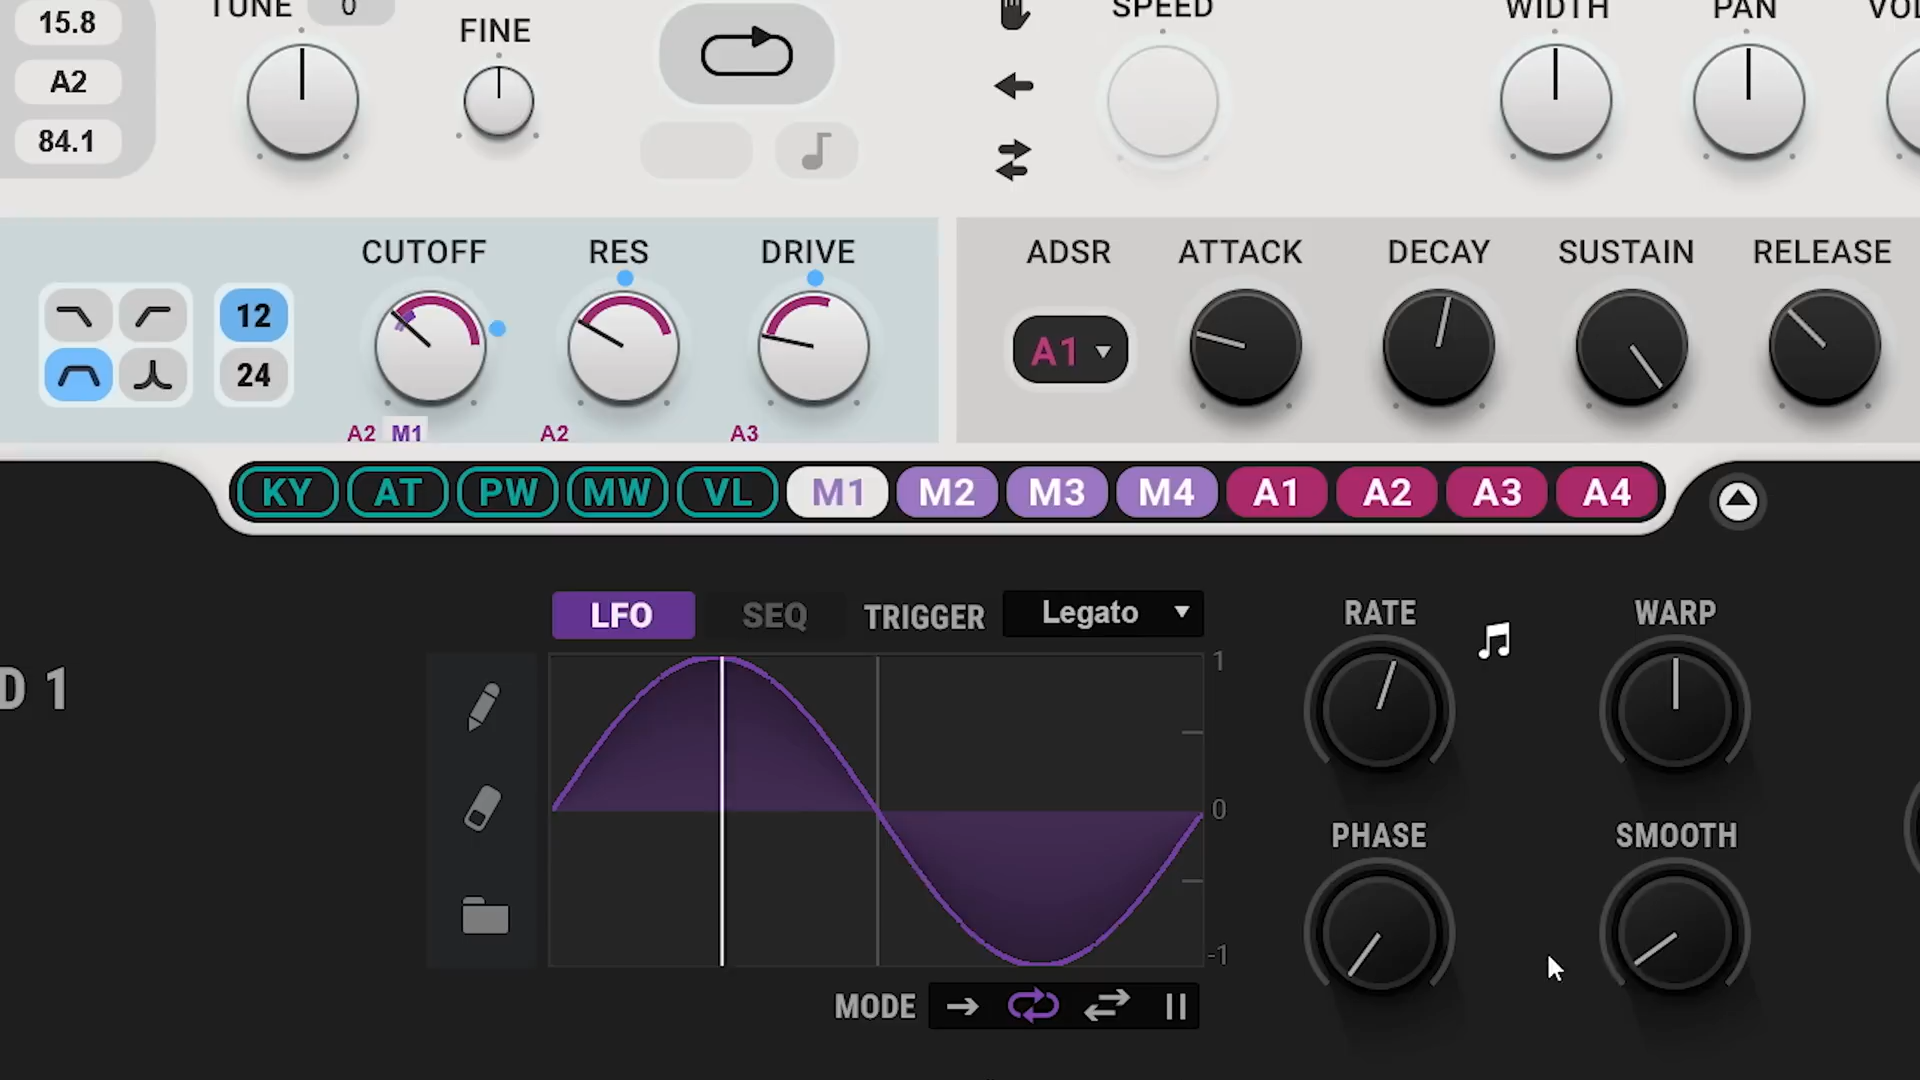 15.8
TUNE 0
FINE
A2
84.1
SPEED
WIDTH
PAN
CUTOFF
RES
DRIVE
12
24
A2 M1
A2
A3
ADSR
ATTACK
DECAY
SUSTAIN
RELEASE
A1
KY AT PW MW VL M1 M2 M3 M4 A1 A2 A3 A4
LFO SEQ TRIGGER Legato
RATE
WARP
D 1
1
0
-1
PHASE
SMOOTH
MODE